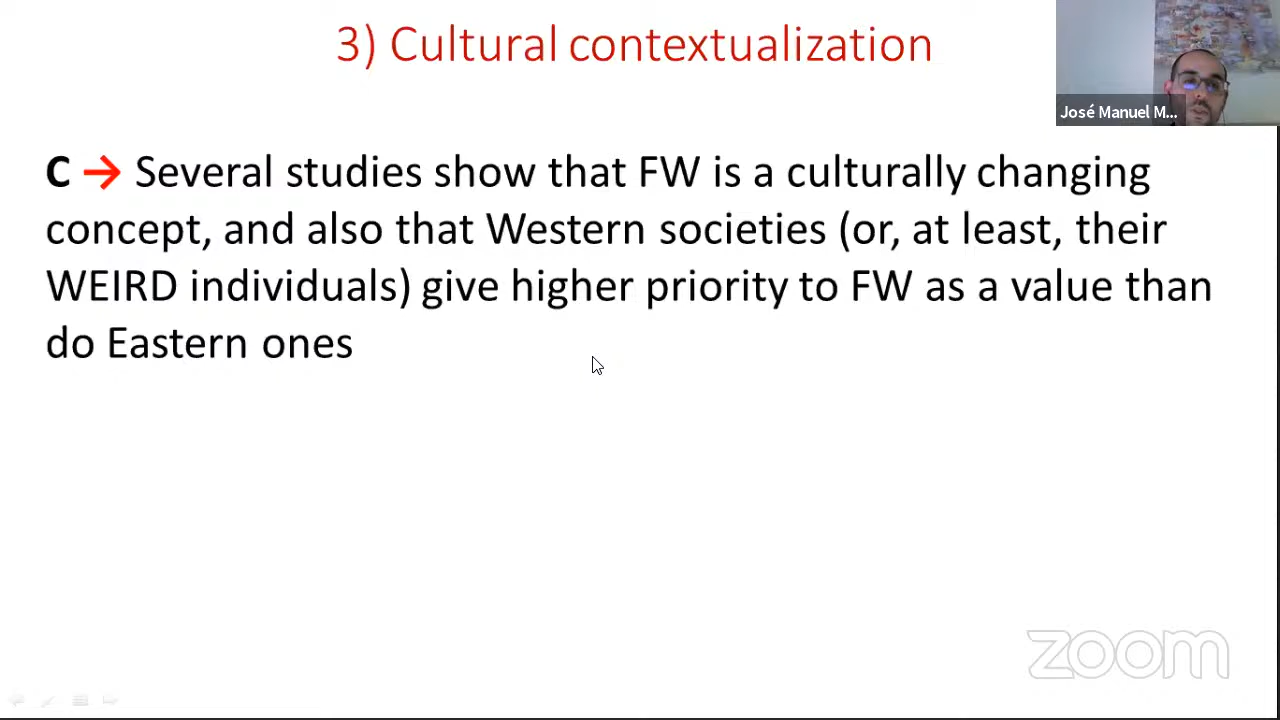 3) Cultural contextualization
José Manuel M...
C → Several studies show that FW is a culturally changing
concept, and also that Western societies (or, at least, their
WEIRD individuals) give higher priority to FW as a value than
do Eastern ones
zoom